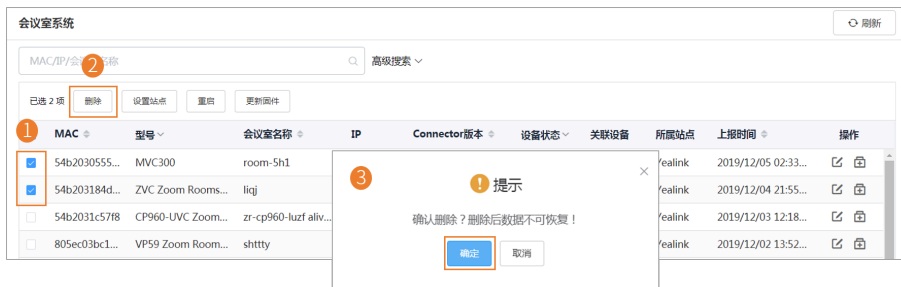 会议室系统
刷新
MAC/IP/会议室名称
高级搜索
2
已选 2 项 删除 设置站点 重启 更新固件
1
MAC 型号 会议室名称 IP Connector版本 设备状态 关联设备 所属站点 上报时间 操作
54b2030555... MVC300 room-5h1 Yealink 2019/12/05 02:33...
54b203184d... ZVC Zoom Rooms... liqj Yealink 2019/12/04 21:55...
54b2031c57f8 CP960-UVC Zoom... zr-cp960-luzf aliv... Yealink 2019/12/03 12:18...
805ec03bc1... VP59 Zoom Room... shttty Yealink 2019/12/02 13:52...
3
提示
确认删除？删除后数据不可恢复！
确定 取消